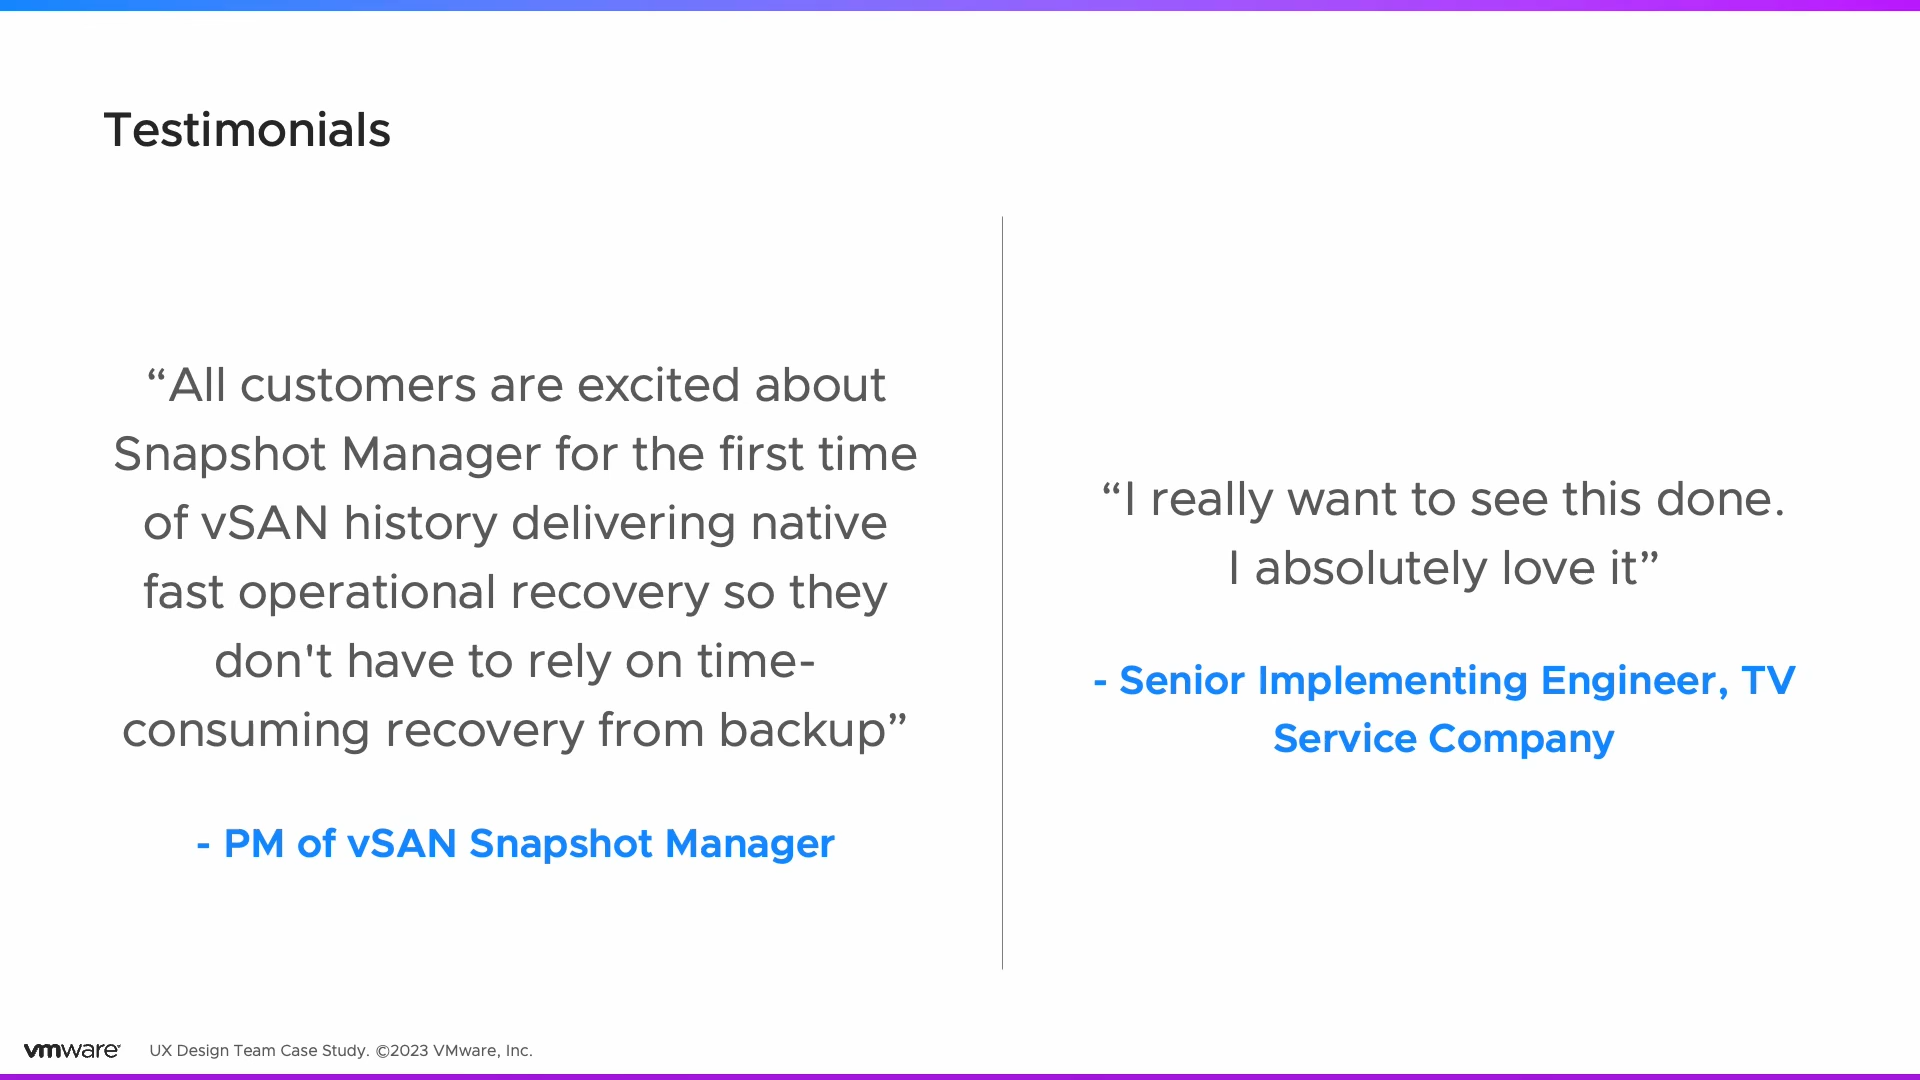 Testimonials
“All customers are excited about
Snapshot Manager for the first time
of vSAN history delivering native
fast operational recovery so they
don't have to rely on time-
consuming recovery from backup”
- PM of vSAN Snapshot Manager
“I really want to see this done.
I absolutely love it”
- Senior Implementing Engineer, TV
Service Company
vmware UX Design Team Case Study. ©2023 VMware, Inc.